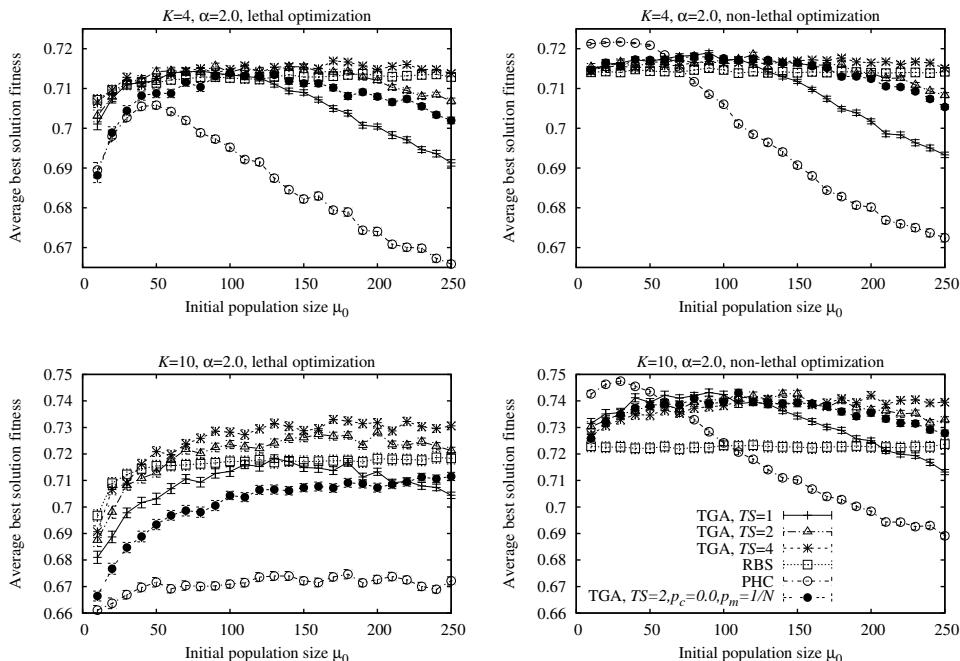 K=4, α=2.0, lethal optimization
Average best solution fitness
0.72
0.71
0.7
0.69
0.68
0.67
0 50 100 150 200 250
Initial population size μ0
K=4, α=2.0, non-lethal optimization
Average best solution fitness
0.72
0.71
0.7
0.69
0.68
0.67
0 50 100 150 200 250
Initial population size μ0
K=10, α=2.0, lethal optimization
Average best solution fitness
0.75
0.74
0.73
0.72
0.71
0.7
0.69
0.68
0.67
0.66
0 50 100 150 200 250
Initial population size μ0
K=10, α=2.0, non-lethal optimization
Average best solution fitness
0.75
0.74
0.73
0.72
0.71
0.7
0.69
0.68
0.67
0.66
TGA, TS=1
TGA, TS=2
TGA, TS=4
RBS
PHC
TGA, TS=2,pc=0.0,pm=1/N
0 50 100 150 200 250
Initial population size μ0